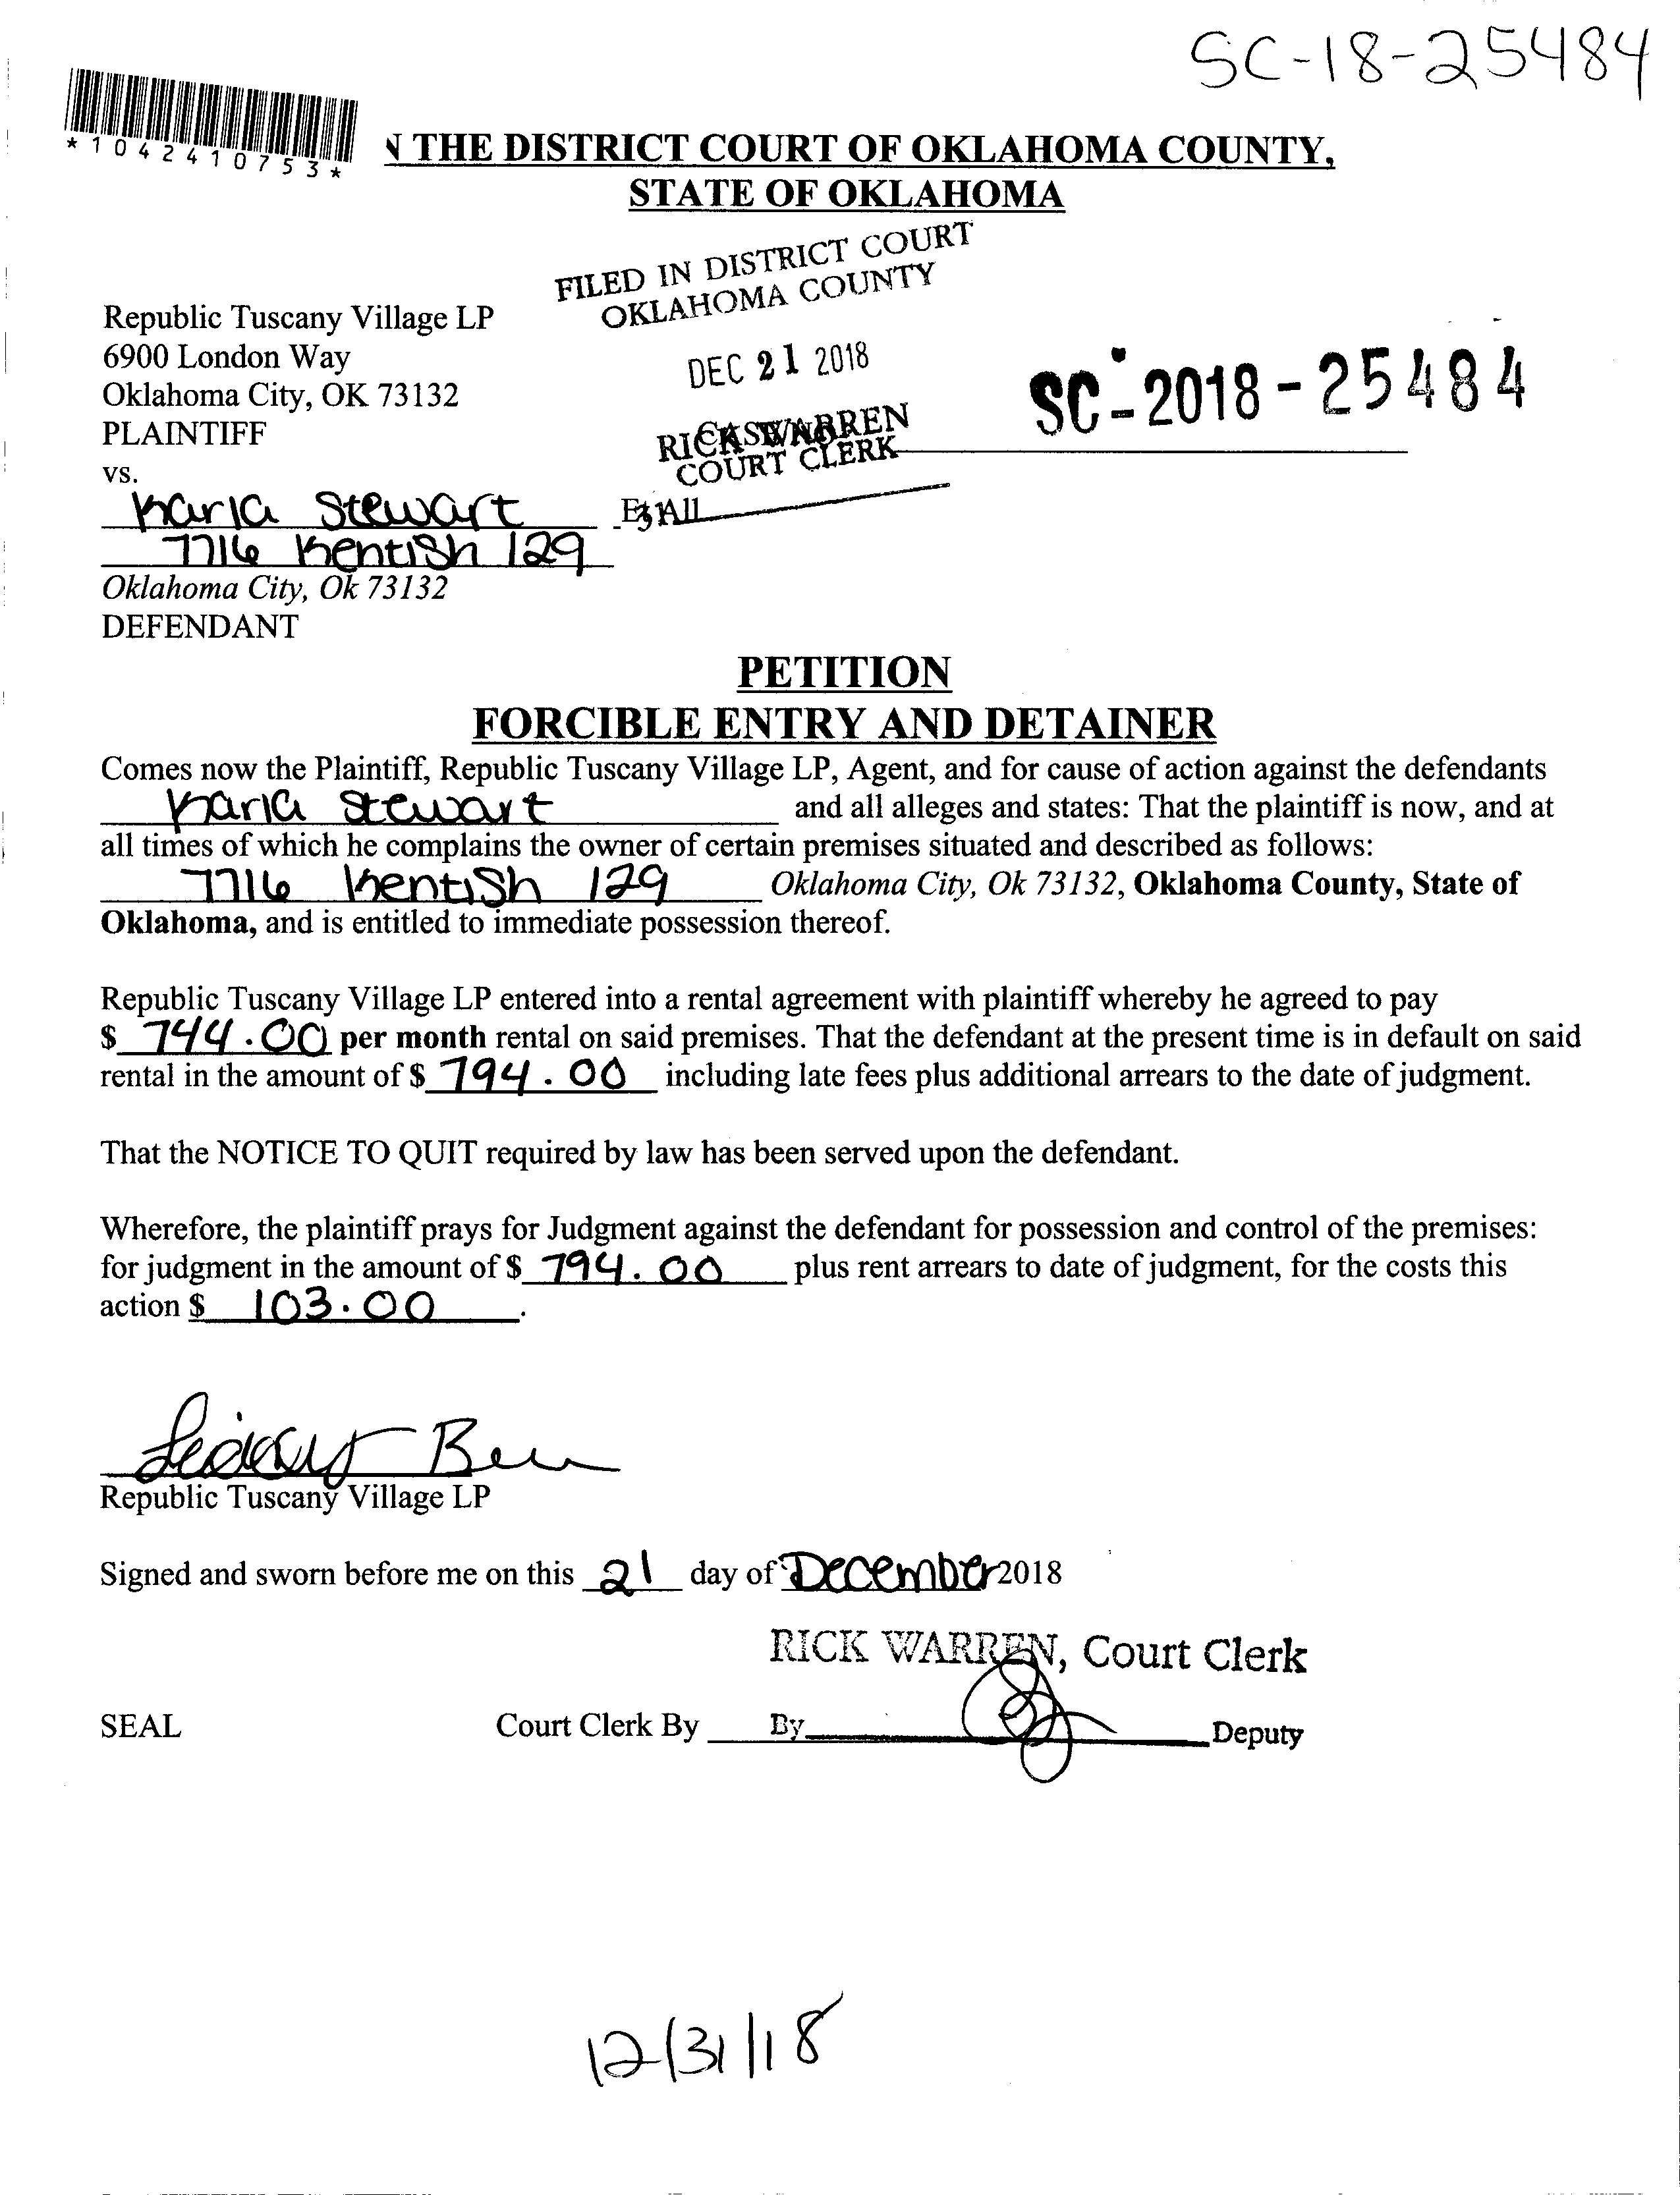 SC-18-25484
*1042410753*
N THE DISTRICT COURT OF OKLAHOMA COUNTY,
STATE OF OKLAHOMA
FILED IN DISTRICT COURT
OKLAHOMA COUNTY
Republic Tuscany Village LP
6900 London Way
Oklahoma City, OK 73132
DEC 21 2018
SC-2018-25484
PLAINTIFF
RICK WARREN
CASE NO
COURT CLERK
vs.
Karla Stewart Et All
7716 Kentish 129
Oklahoma City, Ok 73132
DEFENDANT
PETITION
FORCIBLE ENTRY AND DETAINER
Comes now the Plaintiff, Republic Tuscany Village LP, Agent, and for cause of action against the defendants
Karla Stewart and all alleges and states: That the plaintiff is now, and at
all times of which he complains the owner of certain premises situated and described as follows:
7716 Kentish 129 Oklahoma City, Ok 73132, Oklahoma County, State of
Oklahoma, and is entitled to immediate possession thereof.
Republic Tuscany Village LP entered into a rental agreement with plaintiff whereby he agreed to pay
$ 744.00 per month rental on said premises. That the defendant at the present time is in default on said
rental in the amount of $ 794.00 including late fees plus additional arrears to the date of judgment.
That the NOTICE TO QUIT required by law has been served upon the defendant.
Wherefore, the plaintiff prays for Judgment against the defendant for possession and control of the premises:
for judgment in the amount of $ 794.00 plus rent arrears to date of judgment, for the costs this
action $ 103.00 .
Republic Tuscany Village LP
Signed and sworn before me on this 21 day of December 2018
RICK WARREN, Court Clerk
SEAL Court Clerk By By Deputy
12/31/18